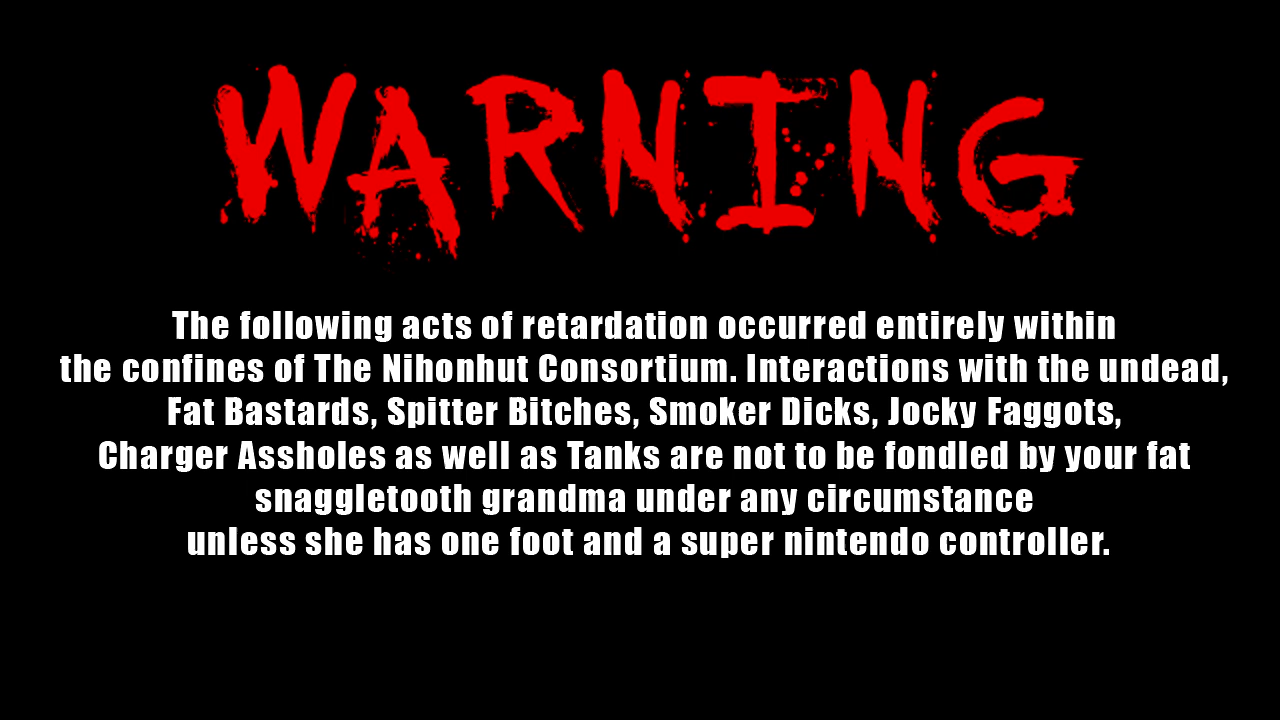 WARNING
The following acts of retardation occurred entirely within
the confines of The Nihonhut Consortium. Interactions with the undead,
Fat Bastards, Spitter Bitches, Smoker Dicks, Jocky Faggots,
Charger Assholes as well as Tanks are not to be fondled by your fat
snaggletooth grandma under any circumstance
unless she has one foot and a super nintendo controller.